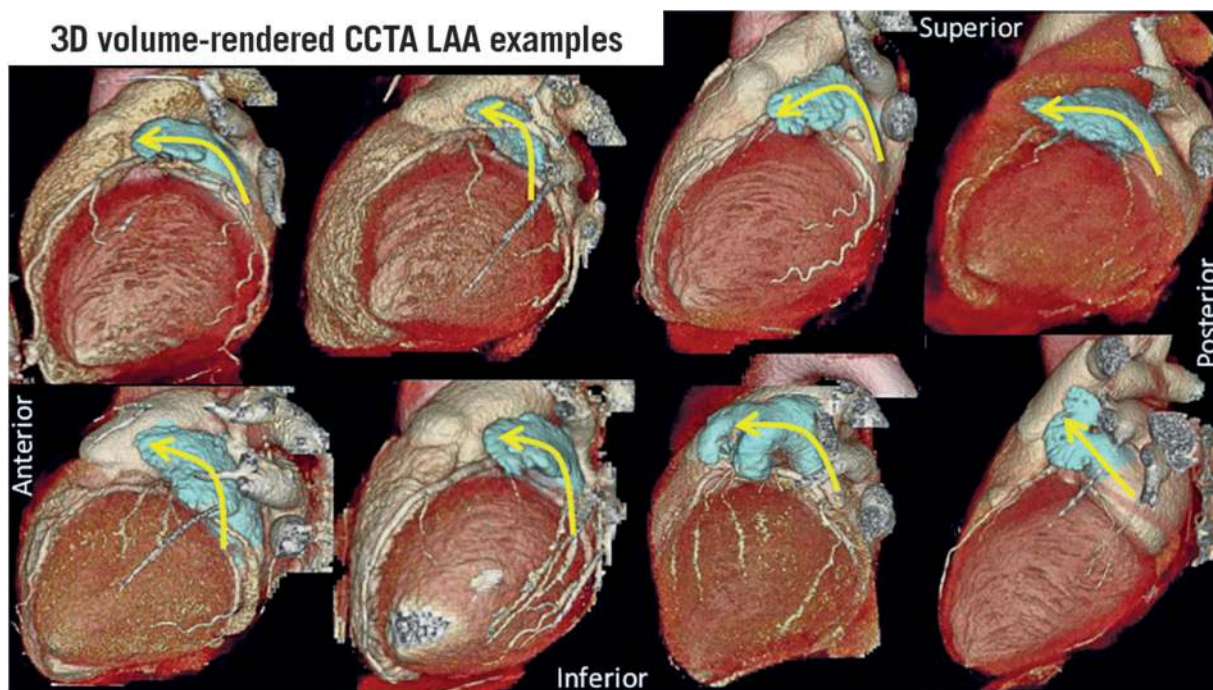 3D volume-rendered CCTA LAA examples
Superior
Posterior
Anterior
Inferior